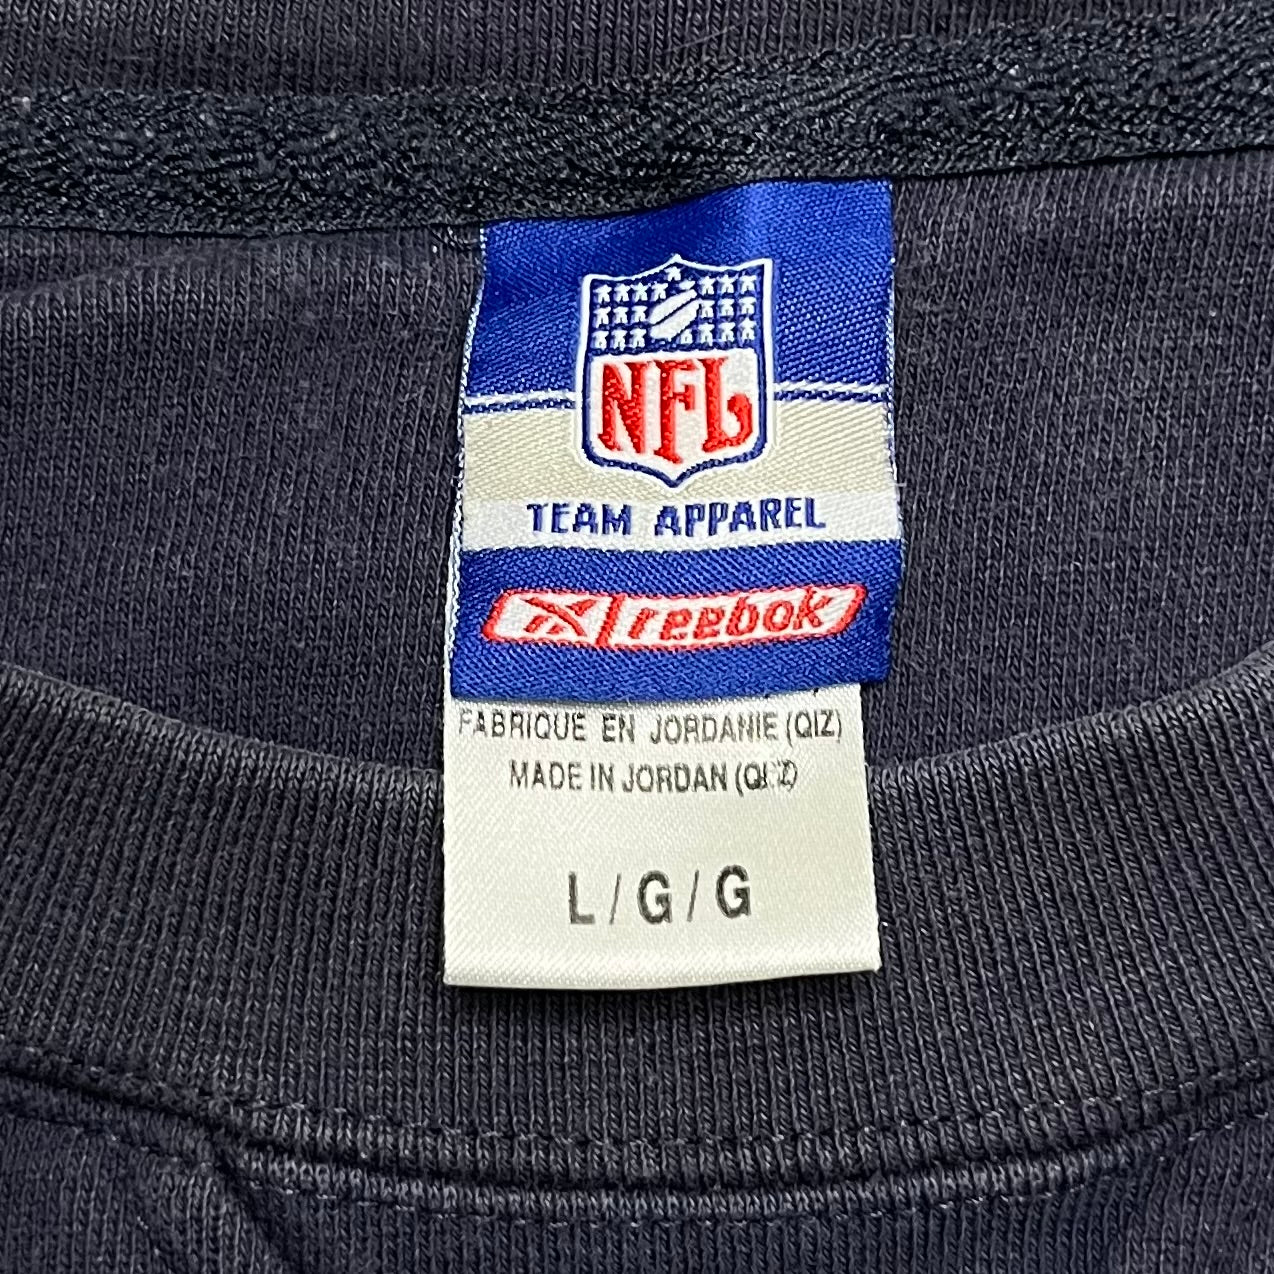 NFL
TEAM APPAREL
reebok
FABRIQUE EN JORDANIE (QIZ)
MADE IN JORDAN (QIZ)
L / G / G